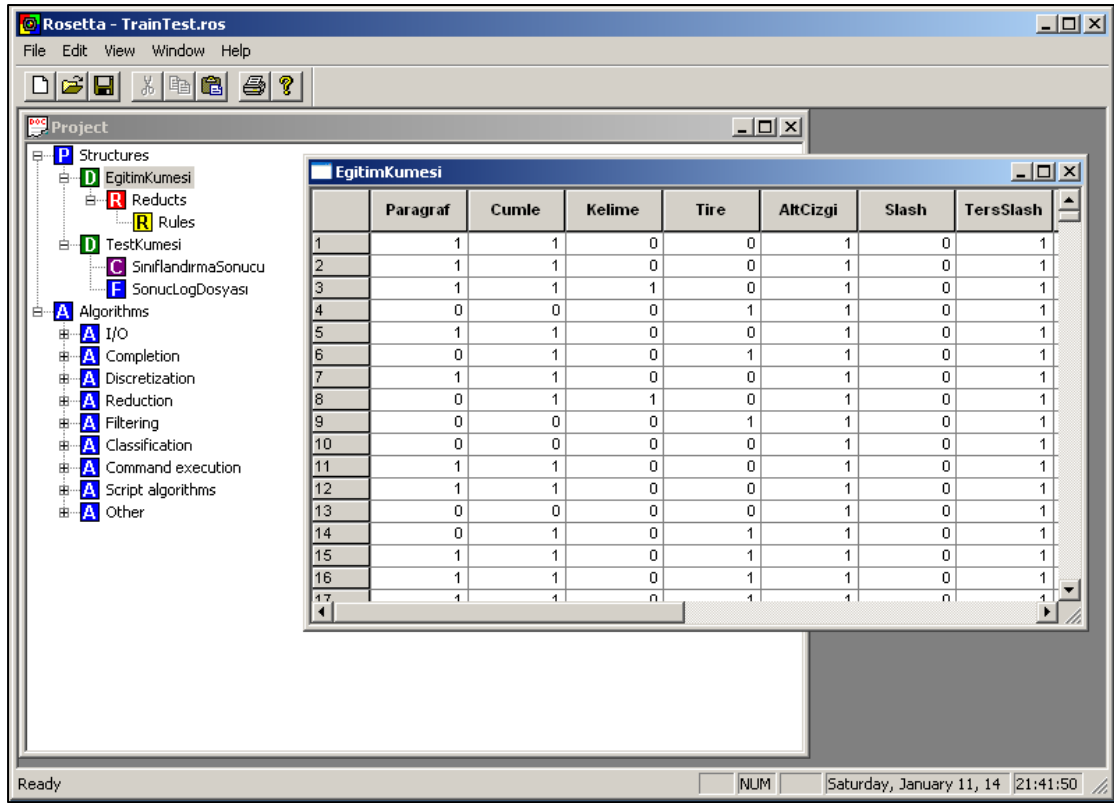 Rosetta - TrainTest.ros
File Edit View Window Help
Project
P Structures
D EgitimKumesi
R Reducts
R Rules
D TestKumesi
C SınıflandırmaSonucu
F SonucLogDosyası
A Algorithms
A I/O
A Completion
A Discretization
A Reduction
A Filtering
A Classification
A Command execution
A Script algorithms
A Other
EgitimKumesi
Paragraf Cumle Kelime Tire AltCizgi Slash TersSlash
1 1 1 0 0 1 0 1
2 1 1 0 0 1 0 1
3 1 1 1 0 1 0 1
4 0 0 0 1 1 0 1
5 1 1 0 0 1 0 1
6 0 1 0 1 1 0 1
7 1 1 0 0 1 0 1
8 0 1 1 0 1 0 1
9 0 0 0 1 1 0 1
10 0 0 0 0 1 0 1
11 1 1 0 0 1 0 1
12 1 1 0 0 1 0 1
13 0 0 0 0 1 0 1
14 0 1 0 1 1 0 1
15 1 1 0 1 1 0 1
16 1 1 0 1 1 0 1
17 1 1 0 1 1 0 1
Ready NUM Saturday, January 11, 14 21:41:50